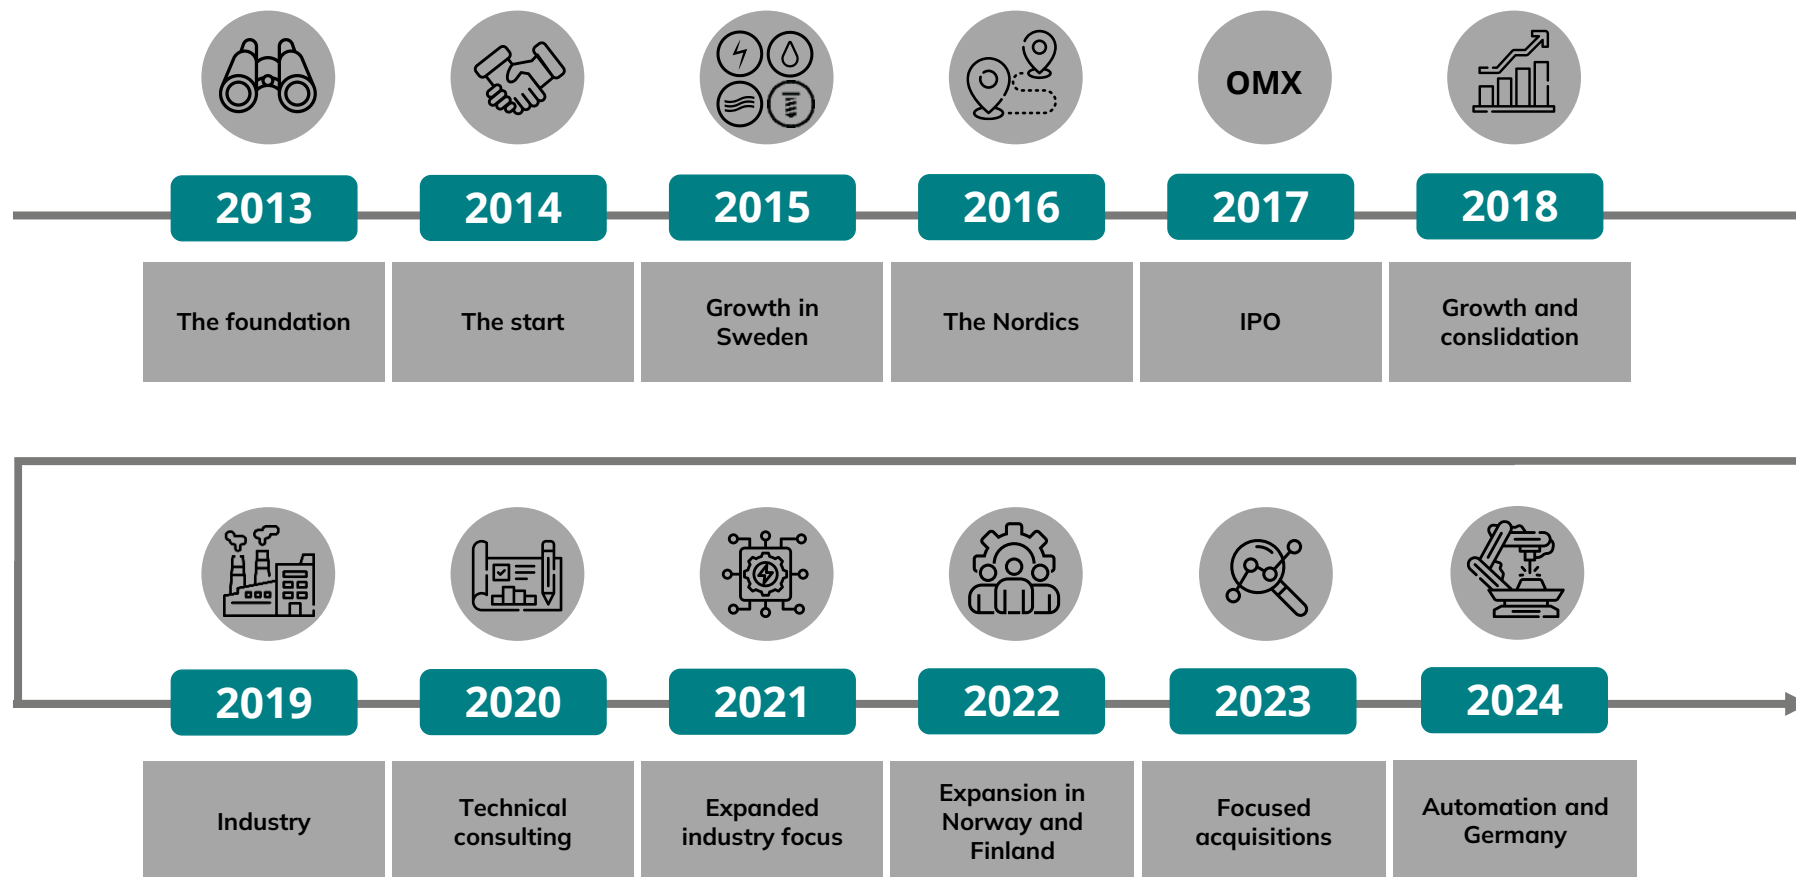 OMX
2013
2014
2015
2016
2017
2018
The foundation
The start
Growth in
Sweden
The Nordics
IPO
Growth and
conslidation
2019
2020
2021
2022
2023
2024
Industry
Technical
consulting
Expanded
industry focus
Expansion in
Norway and
Finland
Focused
acquisitions
Automation and
Germany